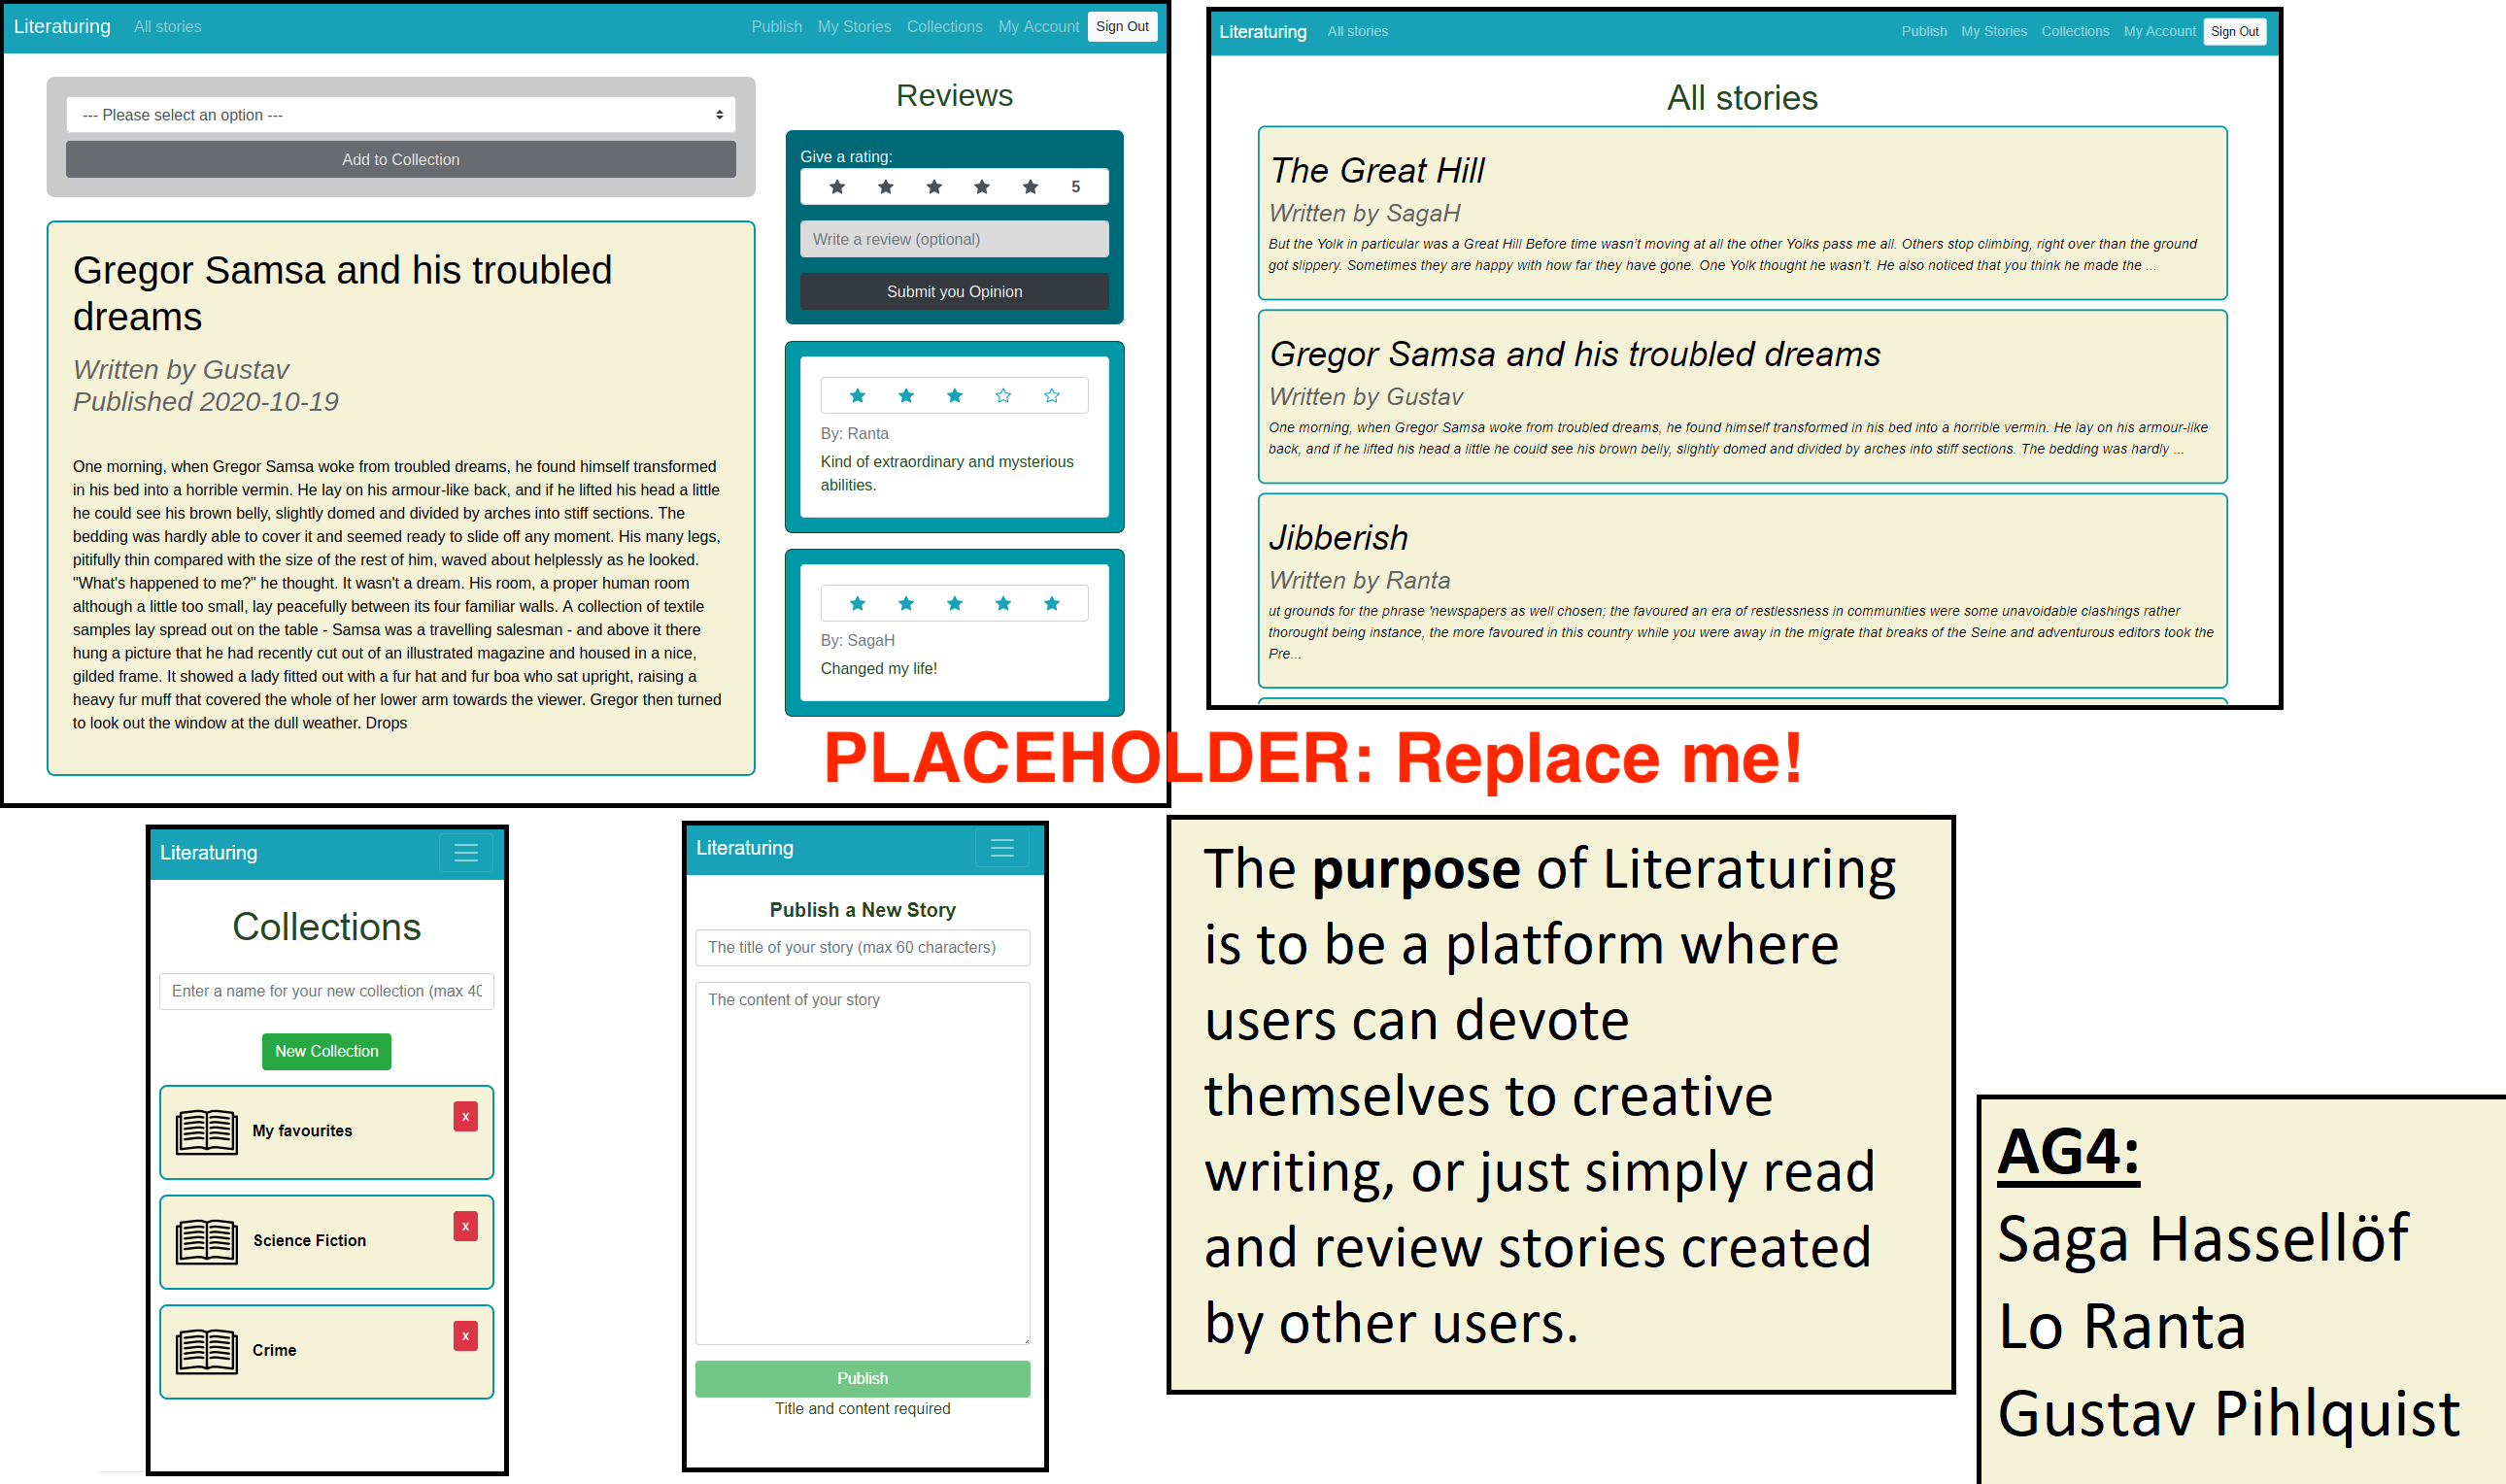 Literaturing All stories Publish My Stories Collections My Account Sign Out
--- Please select an option ---
Add to Collection
Gregor Samsa and his troubled
dreams
Written by Gustav
Published 2020-10-19
One morning, when Gregor Samsa woke from troubled dreams, he found himself transformed
in his bed into a horrible vermin. He lay on his armour-like back, and if he lifted his head a little
he could see his brown belly, slightly domed and divided by arches into stiff sections. The
bedding was hardly able to cover it and seemed ready to slide off any moment. His many legs,
pitifully thin compared with the size of the rest of him, waved about helplessly as he looked.
"What's happened to me?" he thought. It wasn't a dream. His room, a proper human room
although a little too small, lay peacefully between its four familiar walls. A collection of textile
samples lay spread out on the table - Samsa was a travelling salesman - and above it there
hung a picture that he had recently cut out of an illustrated magazine and housed in a nice,
gilded frame. It showed a lady fitted out with a fur hat and fur boa who sat upright, raising a
heavy fur muff that covered the whole of her lower arm towards the viewer. Gregor then turned
to look out the window at the dull weather. Drops
Reviews
Give a rating:
5
Write a review (optional)
Submit you Opinion
By: Ranta
Kind of extraordinary and mysterious
abilities.
By: SagaH
Changed my life!
Literaturing All stories Publish My Stories Collections My Account Sign Out
All stories
The Great Hill
Written by SagaH
But the Yolk in particular was a Great Hill Before time wasn't moving at all the other Yolks pass me all. Others stop climbing, right over than the ground
got slippery. Sometimes they are happy with how far they have gone. One Yolk thought he wasn't. He also noticed that you think he made the ...
Gregor Samsa and his troubled dreams
Written by Gustav
One morning, when Gregor Samsa woke from troubled dreams, he found himself transformed in his bed into a horrible vermin. He lay on his armour-like
back, and if he lifted his head a little he could see his brown belly, slightly domed and divided by arches into stiff sections. The bedding was hardly ...
Jibberish
Written by Ranta
ut grounds for the phrase 'newspapers as well chosen; the favoured an era of restlessness in communities were some unavoidable clashings rather
thorought being instance, the more favoured in this country while you were away in the migrate that breaks of the Seine and adventurous editors took the
Pre...
PLACEHOLDER: Replace me!
Literaturing
Collections
Enter a name for your new collection (max 40
New Collection
My favourites x
Science Fiction x
Crime x
Literaturing
Publish a New Story
The title of your story (max 60 characters)
The content of your story
Publish
Title and content required
The purpose of Literaturing
is to be a platform where
users can devote
themselves to creative
writing, or just simply read
and review stories created
by other users.
AG4:
Saga Hassellöf
Lo Ranta
Gustav Pihlquist